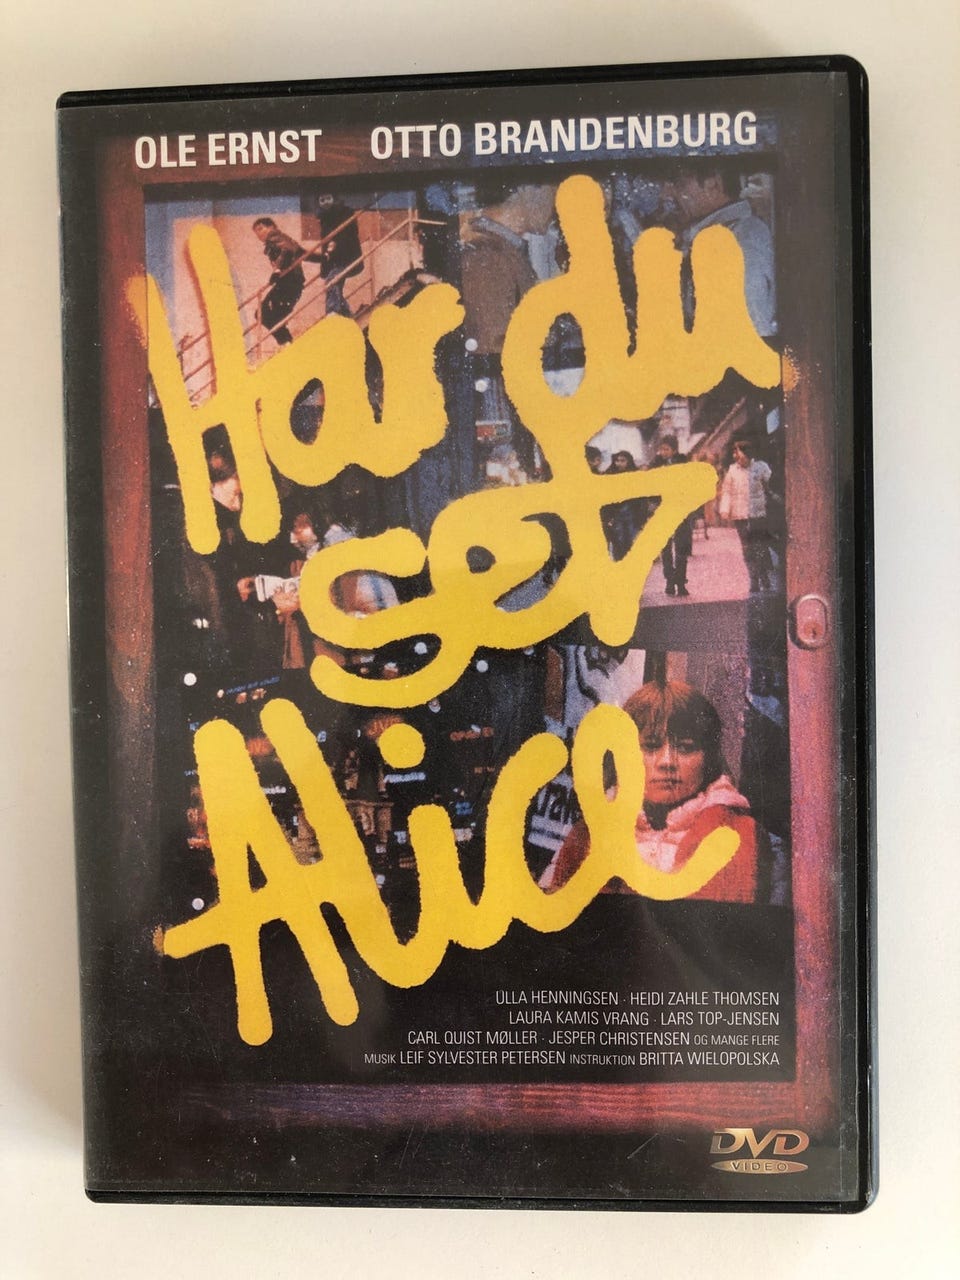 OLE ERNST OTTO BRANDENBURG
Har du
set
Alice
ULLA HENNINGSEN · HEIDI ZAHLE THOMSEN
LAURA KAMIS VRANG · LARS TOP-JENSEN
CARL QUIST MØLLER · JESPER CHRISTENSEN OG MANGE FLERE
MUSIK LEIF SYLVESTER PETERSEN INSTRUKTION BRITTA WIELOPOLSKA
DVD
VIDEO